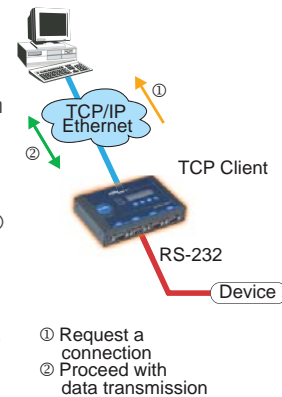 ①
TCP/IP
Ethernet
②
TCP Client
RS-232
Device
① Request a
connection
② Proceed with
data transmission